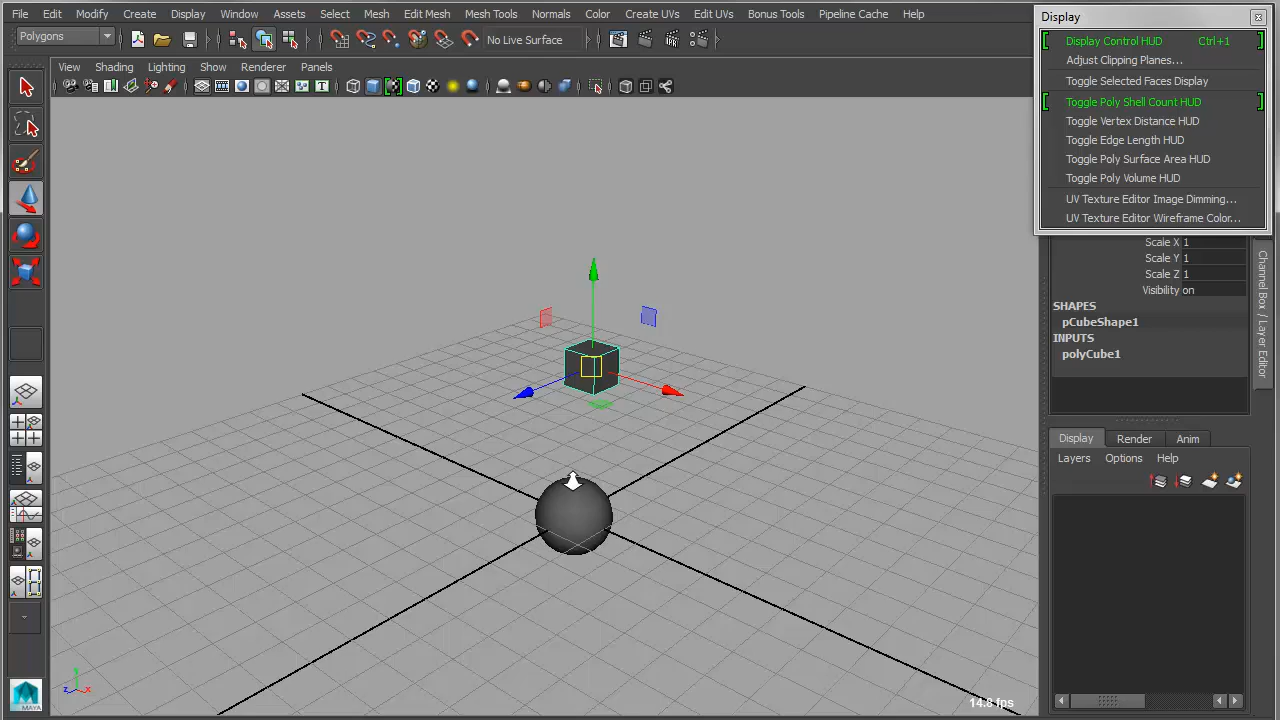 File Edit Modify Create Display Window Assets Select Mesh Edit Mesh Mesh Tools Normals Color Create UVs Edit UVs Bonus Tools Pipeline Cache Help
Display
Polygons
No Live Surface
Display Control HUD Ctrl+1
Adjust Clipping Planes...
Toggle Selected Faces Display
Toggle Poly Shell Count HUD
Toggle Vertex Distance HUD
Toggle Edge Length HUD
Toggle Poly Surface Area HUD
Toggle Poly Volume HUD
UV Texture Editor Image Dimming...
UV Texture Editor Wireframe Color...
View Shading Lighting Show Renderer Panels
Scale X 1
Scale Y 1
Scale Z 1
Visibility on
SHAPES
pCubeShape1
INPUTS
polyCube1
Channel Box / Layer Editor
Display Render Anim
Layers Options Help
y
z x
14.8 fps
MAYA